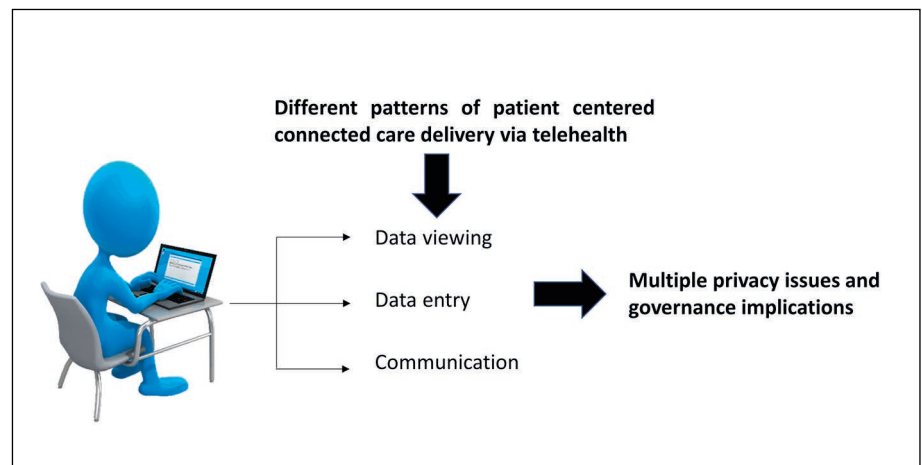 Different patterns of patient centered
connected care delivery via telehealth
Data viewing
Data entry
Communication
Multiple privacy issues and
governance implications